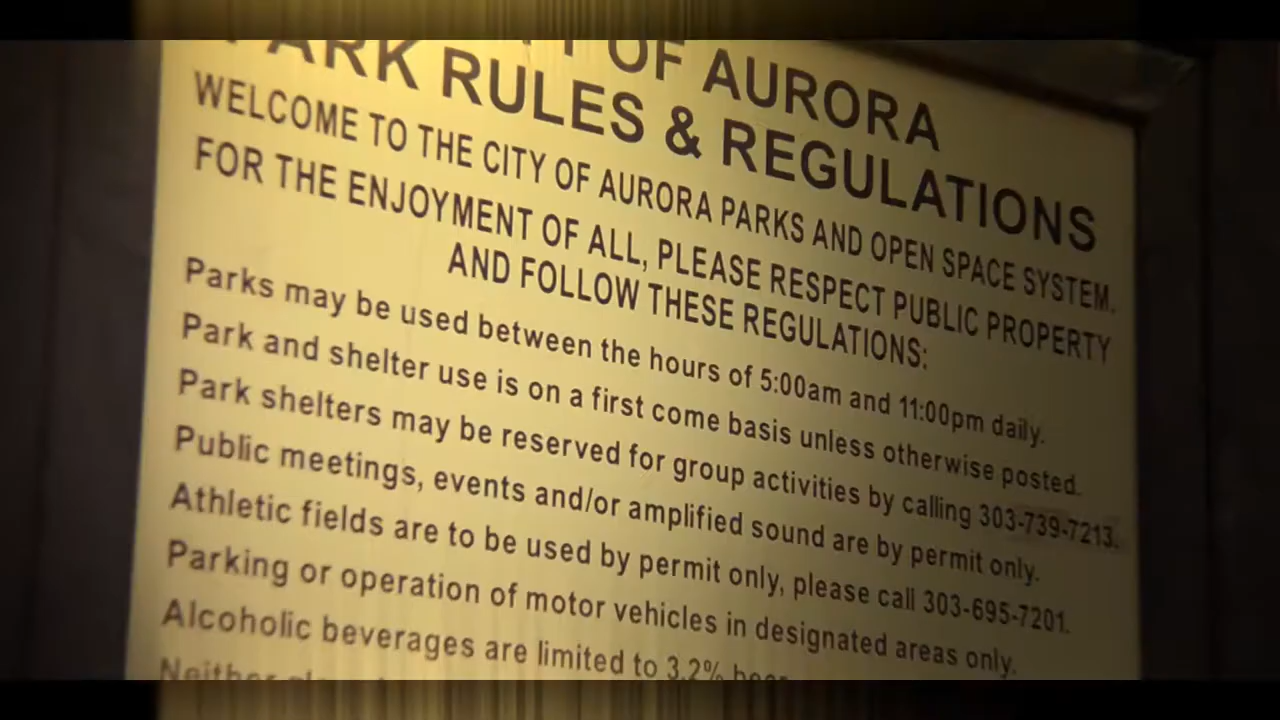 OF AURORA
PARK RULES & REGULATIONS
WELCOME TO THE CITY OF AURORA PARKS AND OPEN SPACE SYSTEM.
FOR THE ENJOYMENT OF ALL, PLEASE RESPECT PUBLIC PROPERTY
AND FOLLOW THESE REGULATIONS:
Parks may be used between the hours of 5:00am and 11:00pm daily.
Park and shelter use is on a first come basis unless otherwise posted.
Park shelters may be reserved for group activities by calling 303-739-7213.
Public meetings, events and/or amplified sound are by permit only.
Athletic fields are to be used by permit only, please call 303-695-7201.
Parking or operation of motor vehicles in designated areas only.
Alcoholic beverages are limited to 3.2% beer
Neither